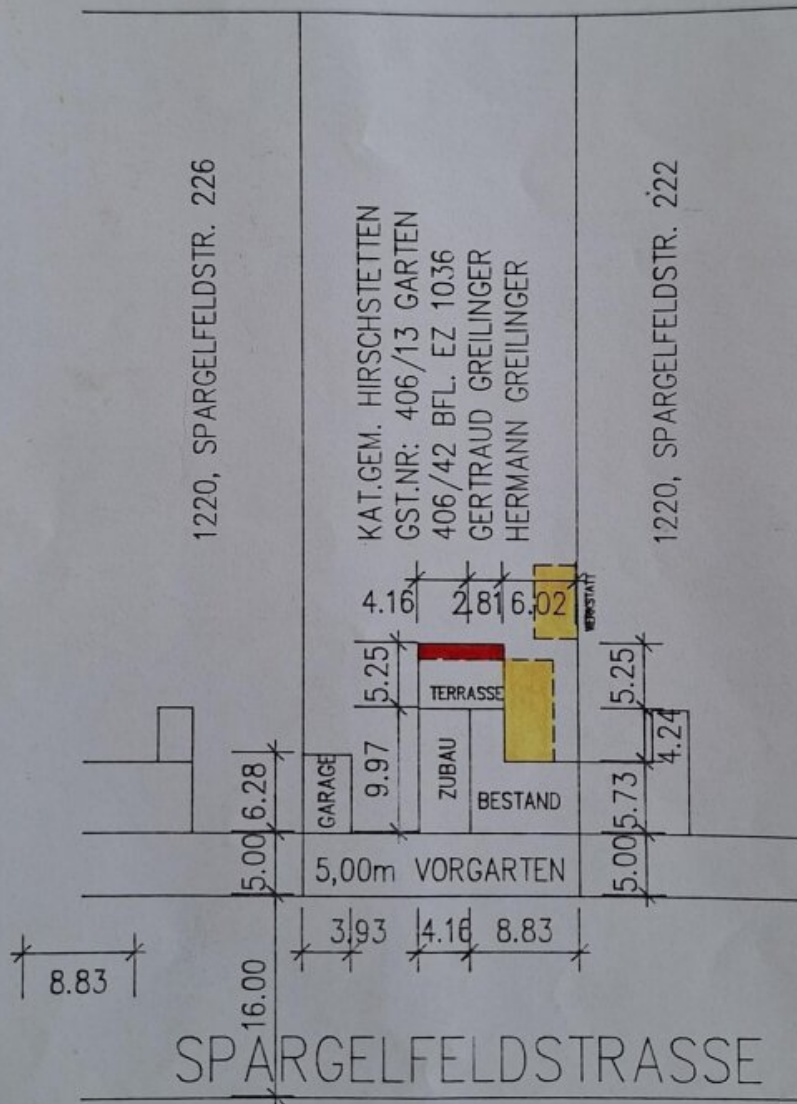 1220, SPARGELFELDSTR. 226
KAT.GEM. HIRSCHSTETTEN
GST.NR: 406/13 GARTEN
406/42 BFL. EZ 1036
GERTRAUD GREILINGER
HERMANN GREILINGER
1220, SPARGELFELDSTR. 222
4.16 2.81 6.02
WERKSTATT
5.25
TERRASSE
5.25
4.24
6.28
GARAGE
9.97
ZUBAU
BESTAND
5.73
5.00
5,00m VORGARTEN
5.00
3.93 4.16 8.83
8.83
16.00
SPARGELFELDSTRASSE